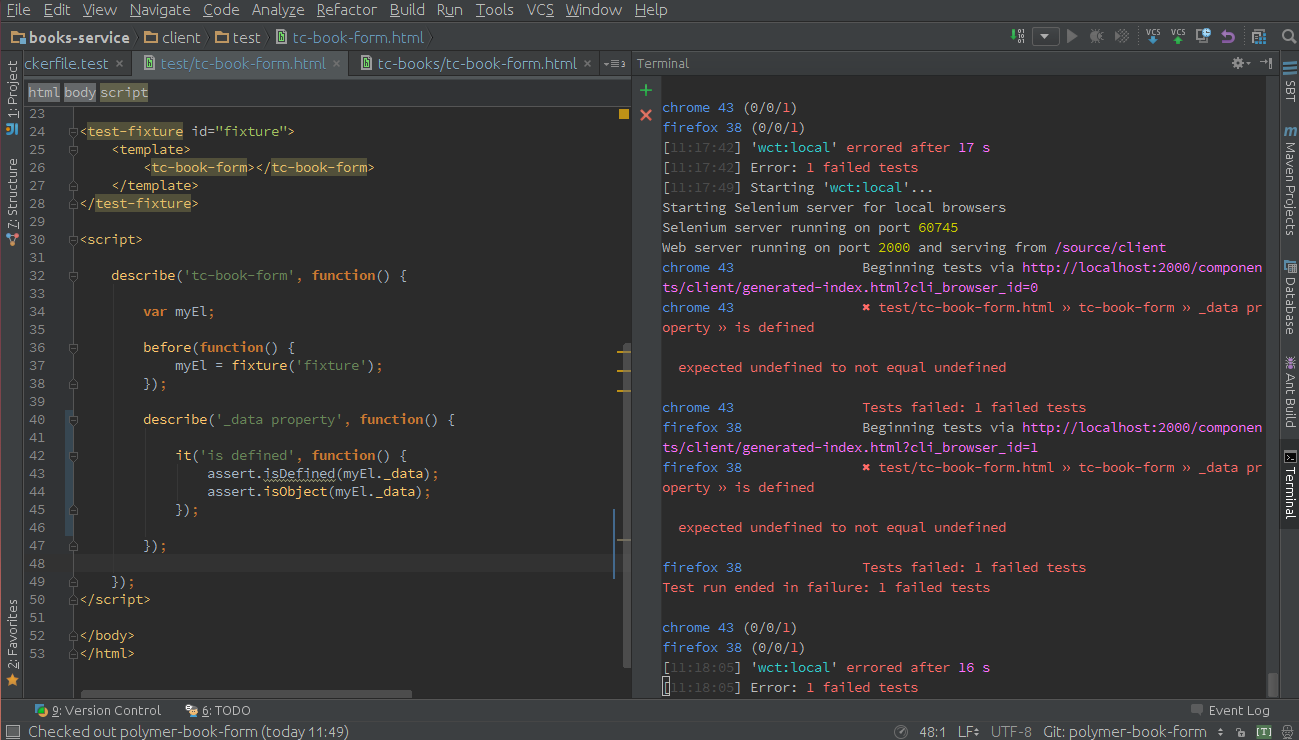 File Edit View Navigate Code Analyze Refactor Build Run Tools VCS Window Help
books-service client test tc-book-form.html
VCS VCS
ckerfile.test × test/tc-book-form.html × tc-books/tc-book-form.html ×
Terminal
1: Project
7: Structure
2: Favorites
html body script
23
24 <test-fixture id="fixture">
25 <template>
26 <tc-book-form></tc-book-form>
27 </template>
28 </test-fixture>
29
30 <script>
31
32 describe('tc-book-form', function() {
33
34 var myEl;
35
36 before(function() {
37 myEl = fixture('fixture');
38 });
39
40 describe('_data property', function() {
41
42 it('is defined', function() {
43 assert.isDefined(myEl._data);
44 assert.isObject(myEl._data);
45 });
46
47 });
48
49 });
50 </script>
51
52 </body>
53 </html>
chrome 43 (0/0/1)
firefox 38 (0/0/1)
[11:17:42] 'wct:local' errored after 17 s
[11:17:42] Error: 1 failed tests
[11:17:49] Starting 'wct:local'...
Starting Selenium server for local browsers
Selenium server running on port 60745
Web server running on port 2000 and serving from /source/client
chrome 43 Beginning tests via http://localhost:2000/componen
ts/client/generated-index.html?cli_browser_id=0
chrome 43 ✖ test/tc-book-form.html » tc-book-form » _data pr
operty » is defined
expected undefined to not equal undefined
chrome 43 Tests failed: 1 failed tests
firefox 38 Beginning tests via http://localhost:2000/componen
ts/client/generated-index.html?cli_browser_id=1
firefox 38 ✖ test/tc-book-form.html » tc-book-form » _data pr
operty » is defined
expected undefined to not equal undefined
firefox 38 Tests failed: 1 failed tests
Test run ended in failure: 1 failed tests
chrome 43 (0/0/1)
firefox 38 (0/0/1)
[11:18:05] 'wct:local' errored after 16 s
[11:18:05] Error: 1 failed tests
SBT
Maven Projects
Database
Ant Build
Terminal
9: Version Control 6: TODO Event Log
Checked out polymer-book-form (today 11:49) 48:1 LF UTF-8 Git: polymer-book-form [T]